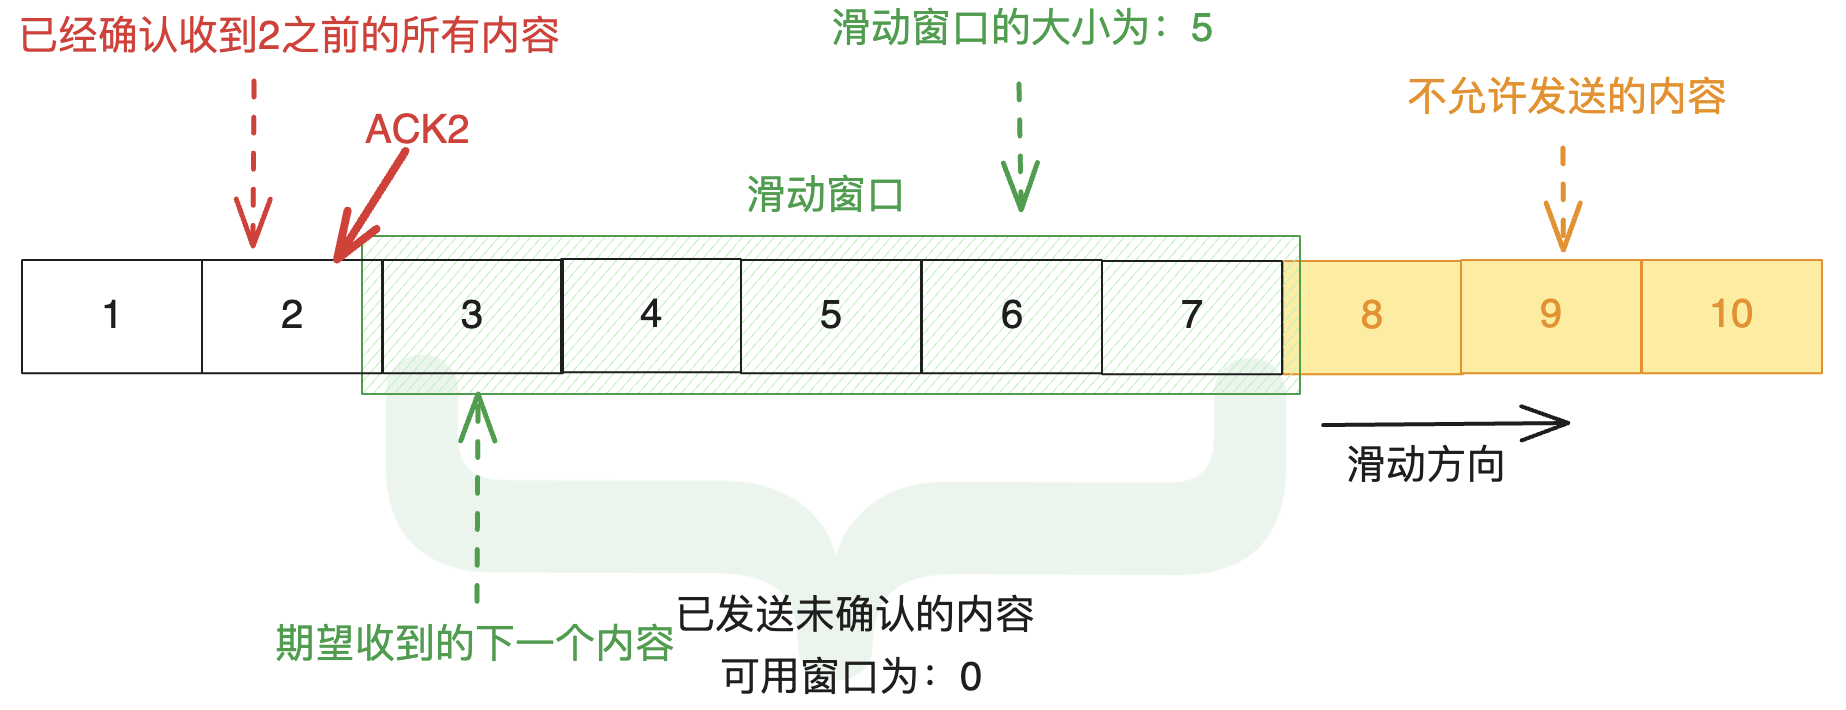 已经确认收到2之前的所有内容
滑动窗口的大小为：5
不允许发送的内容
ACK2
滑动窗口
1 2 3 4 5 6 7 8 9 10
滑动方向
期望收到的下一个内容
已发送未确认的内容
可用窗口为：0